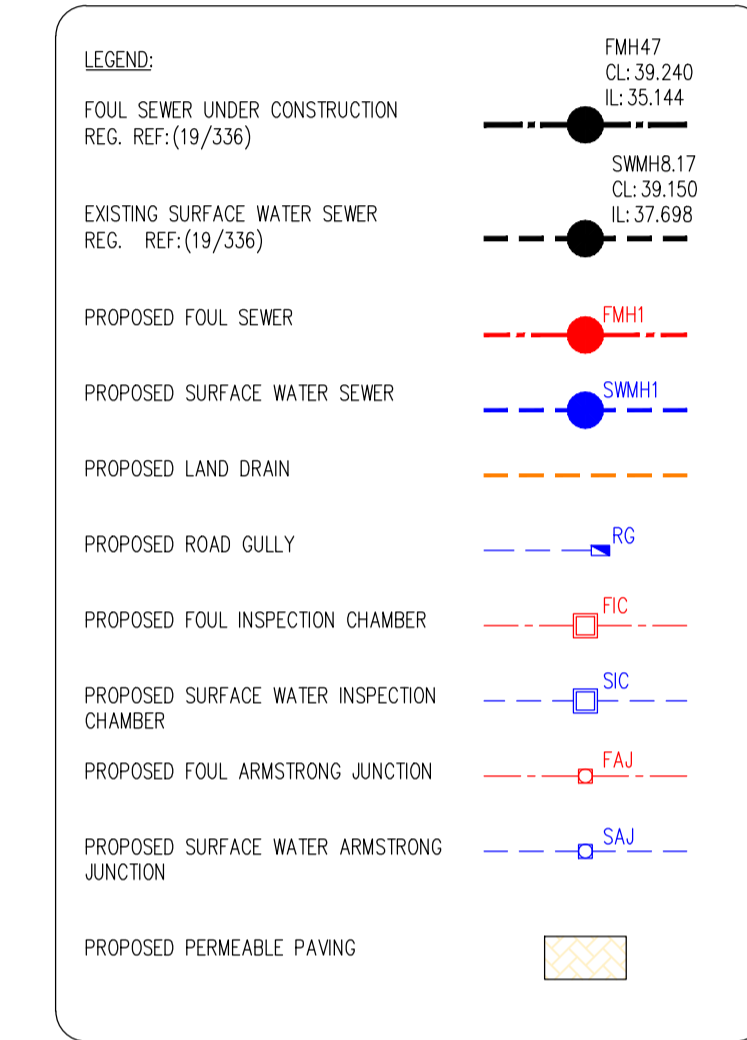 LEGEND:
FMH47
CL: 39.240
IL: 35.144
FOUL SEWER UNDER CONSTRUCTION
REG. REF:(19/336)
SWMH8.17
CL: 39.150
IL: 37.698
EXISTING SURFACE WATER SEWER
REG. REF:(19/336)
PROPOSED FOUL SEWER
FMH1
PROPOSED SURFACE WATER SEWER
SWMH1
PROPOSED LAND DRAIN
PROPOSED ROAD GULLY
RG
PROPOSED FOUL INSPECTION CHAMBER
FIC
PROPOSED SURFACE WATER INSPECTION
CHAMBER
SIC
PROPOSED FOUL ARMSTRONG JUNCTION
FAJ
PROPOSED SURFACE WATER ARMSTRONG
JUNCTION
SAJ
PROPOSED PERMEABLE PAVING